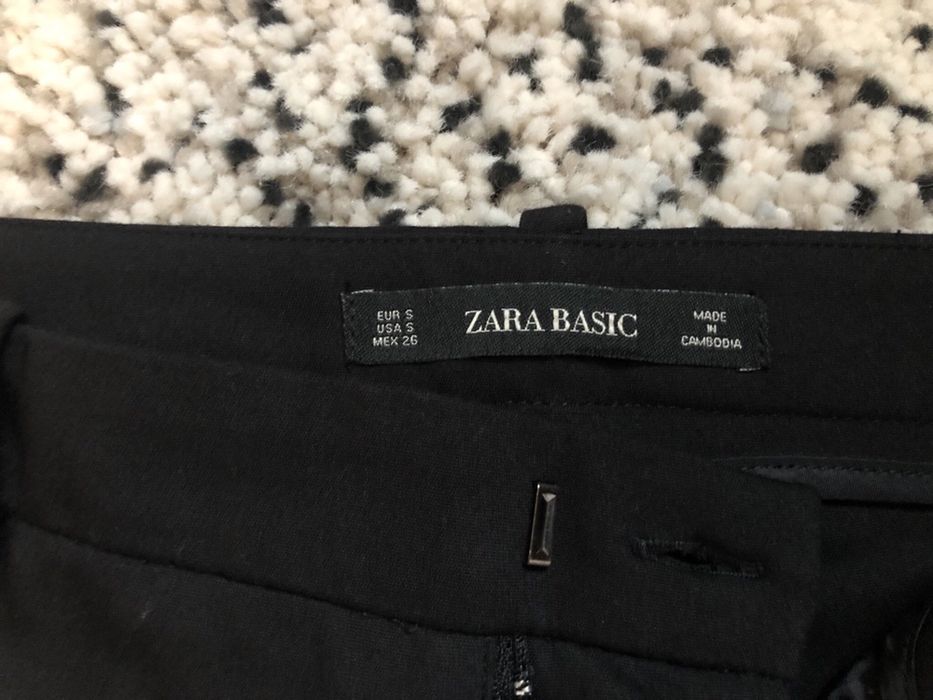 EUR S
USA S
MEX 26
ZARA BASIC
MADE
IN
CAMBODIA